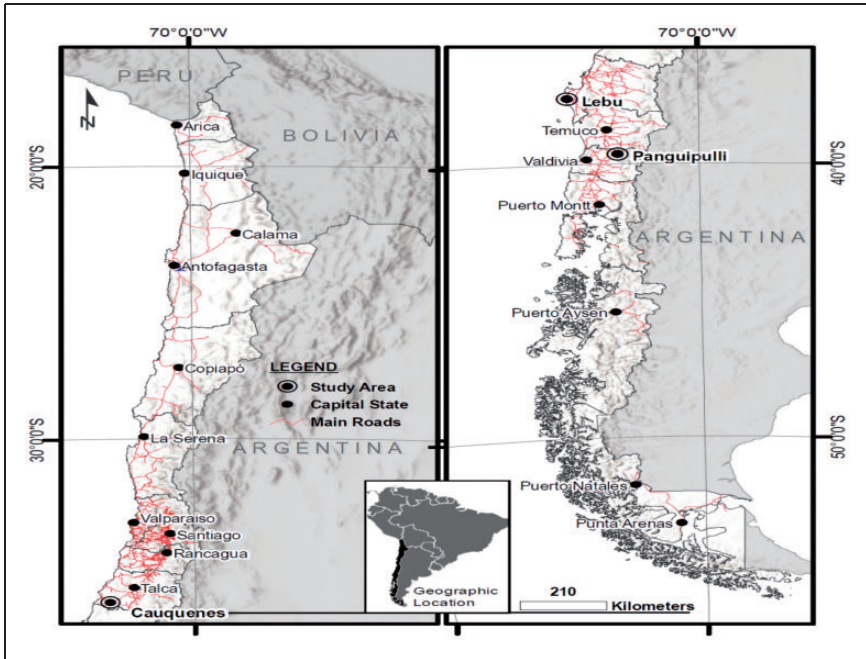 70°0'0"W
PERU
BOLIVIA
Z
Arica
20°0'0"S
Iquique
Calama
Antofagasta
Copiapò
LEGEND
Study Area
Capital State
Main Roads
30°0'0"S
La Serena
ARGENTINA
Valparaiso
Santiago
Rancagua
Talca
Cauquenes
Geographic
Location
70°0'0"W
Lebu
Temuco
Valdivia
Panguipulli
40°0'0"S
Puerto Montt
ARGENTINA
Puerto Aysen
50°0'0"S
Puerto Natales
Punta Arenas
210
Kilometers